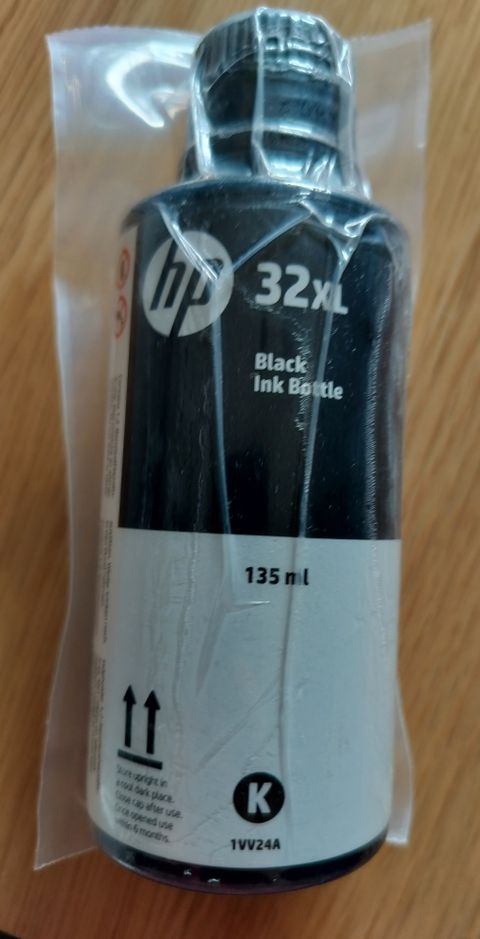 hp
32XL
Black
Ink Bottle
135 ml
Store upright in
a cool dark place.
Close cap after use.
Once opened use
within 6 months.
K
1VV24A